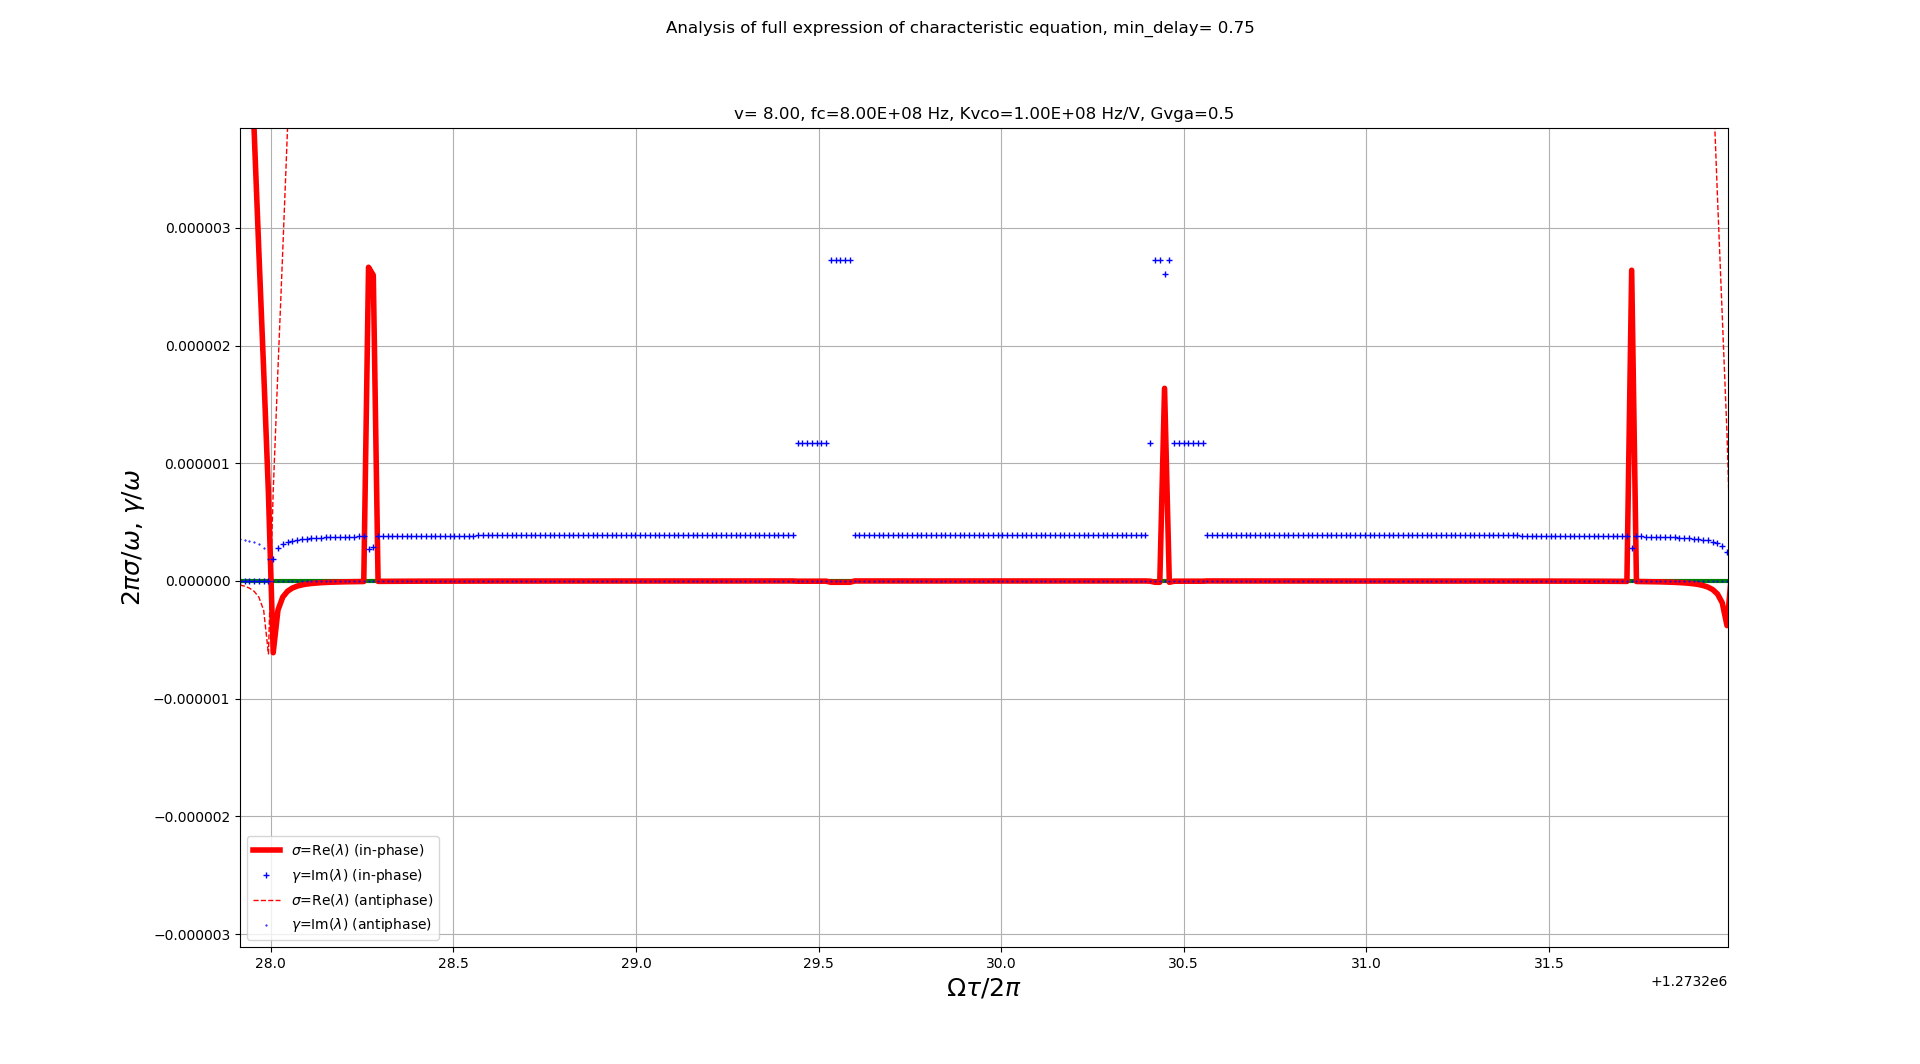 Analysis of full expression of characteristic equation, min_delay= 0.75
v= 8.00, fc=8.00E+08 Hz, Kvco=1.00E+08 Hz/V, Gvga=0.5
2πσ/ω, γ/ω
0.000003
0.000002
0.000001
0.000000
−0.000001
−0.000002
−0.000003
σ=Re(λ) (in-phase)
γ=Im(λ) (in-phase)
σ=Re(λ) (antiphase)
γ=Im(λ) (antiphase)
28.0 28.5 29.0 29.5 30.0 30.5 31.0 31.5
+1.2732e6
Ωτ/2π